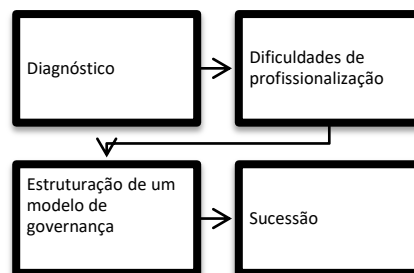 Diagnóstico
Dificuldades de
profissionalização
Estruturação de um
modelo de
governança
Sucessão